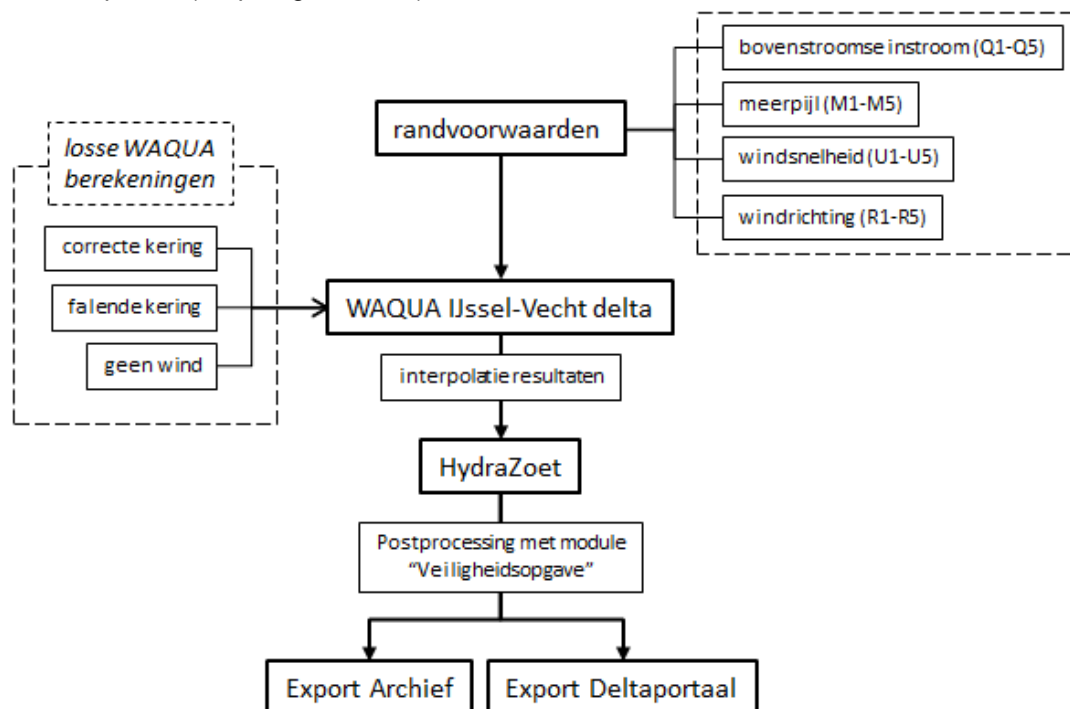 bovenstroomse instroom (Q1-Q5)
meerpijl (M1-M5)
randvoorwaarden
windsnelheid (U1-U5)
windrichting (R1-R5)
losse WAQUA
berekeningen
correcte kering
falende kering
geen wind
WAQUA IJssel-Vecht delta
interpolatie resultaten
HydraZoet
Postprocessing met module
“Veiligheidsopgave”
Export Archief
Export Deltaportaal